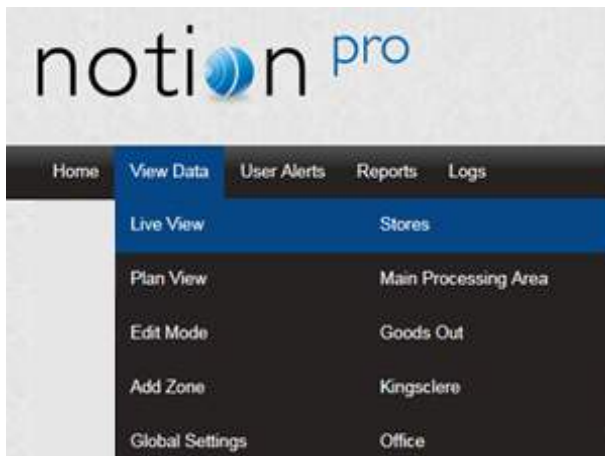 notion pro
Home View Data User Alerts Reports Logs
Live View Stores
Plan View Main Processing Area
Edit Mode Goods Out
Add Zone Kingsclere
Global Settings Office